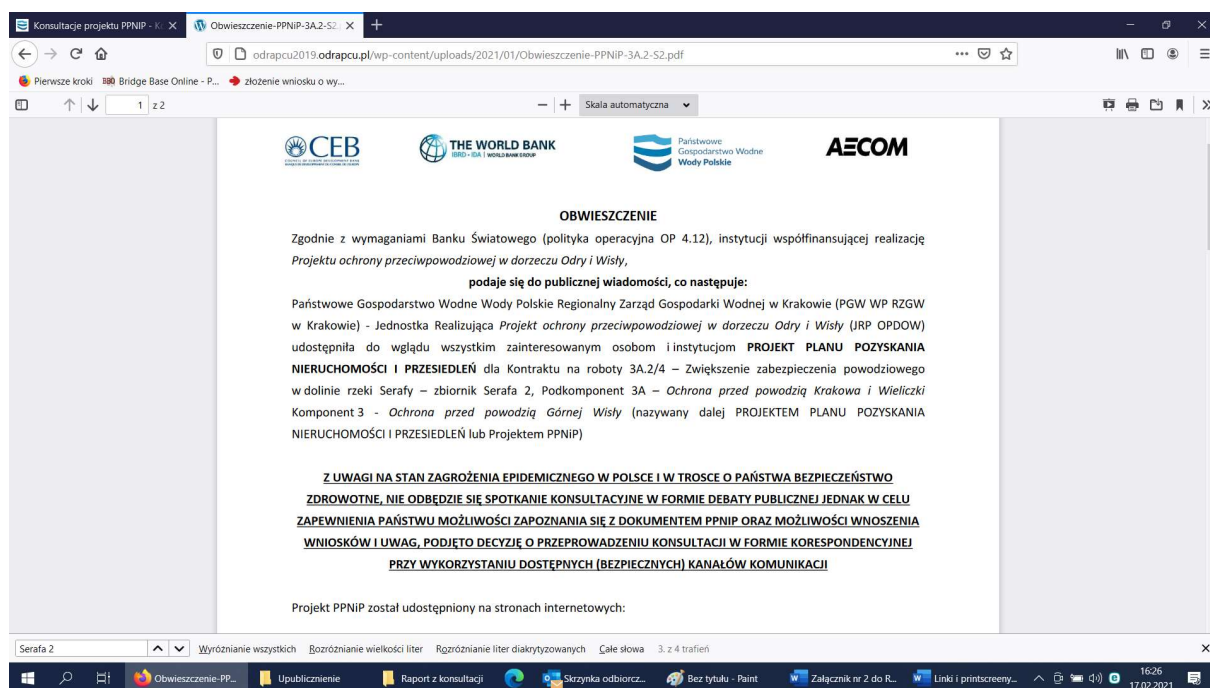 Konsultacje projektu PPNIP - Ko
Obwieszczenie-PPNiP-3A.2-S2.p
odrapcu2019.odrapcu.pl/wp-content/uploads/2021/01/Obwieszczenie-PPNiP-3A.2-S2.pdf
Pierwsze kroki Bridge Base Online - P... złożenie wniosku o wy...
1 z 2 Skala automatyczna
CEB
COUNCIL OF EUROPE DEVELOPMENT BANK
THE WORLD BANK
IBRD • IDA | WORLD BANK GROUP
Państwowe
Gospodarstwo Wodne
Wody Polskie
AECOM
OBWIESZCZENIE
Zgodnie z wymaganiami Banku Światowego (polityka operacyjna OP 4.12), instytucji współfinansującej realizację
Projektu ochrony przeciwpowodziowej w dorzeczu Odry i Wisły,
podaje się do publicznej wiadomości, co następuje:
Państwowe Gospodarstwo Wodne Wody Polskie Regionalny Zarząd Gospodarki Wodnej w Krakowie (PGW WP RZGW
w Krakowie) - Jednostka Realizująca Projekt ochrony przeciwpowodziowej w dorzeczu Odry i Wisły (JRP OPDOW)
udostępniła do wglądu wszystkim zainteresowanym osobom i instytucjom PROJEKT PLANU POZYSKANIA
NIERUCHOMOŚCI I PRZESIEDLEŃ dla Kontraktu na roboty 3A.2/4 – Zwiększenie zabezpieczenia powodziowego
w dolinie rzeki Serafy – zbiornik Serafa 2, Podkomponent 3A – Ochrona przed powodzią Krakowa i Wieliczki
Komponent 3 - Ochrona przed powodzią Górnej Wisły (nazywany dalej PROJEKTEM PLANU POZYSKANIA
NIERUCHOMOŚCI I PRZESIEDLEŃ lub Projektem PPNiP)
Z UWAGI NA STAN ZAGROŻENIA EPIDEMICZNEGO W POLSCE I W TROSCE O PAŃSTWA BEZPIECZEŃSTWO
ZDROWOTNE, NIE ODBĘDZIE SIĘ SPOTKANIE KONSULTACYJNE W FORMIE DEBATY PUBLICZNEJ JEDNAK W CELU
ZAPEWNIENIA PAŃSTWU MOŻLIWOŚCI ZAPOZNANIA SIĘ Z DOKUMENTEM PPNIP ORAZ MOŻLIWOŚCI WNOSZENIA
WNIOSKÓW I UWAG, PODJĘTO DECYZJĘ O PRZEPROWADZENIU KONSULTACJI W FORMIE KORESPONDENCYJNEJ
PRZY WYKORZYSTANIU DOSTĘPNYCH (BEZPIECZNYCH) KANAŁÓW KOMUNIKACJI
Projekt PPNiP został udostępniony na stronach internetowych:
Serafa 2 Wyróżnianie wszystkich Rozróżnianie wielkości liter Rozróżnianie liter diakrytyzowanych Całe słowa 3. z 4 trafień
Obwieszczenie-PP... Upublicznienie Raport z konsultacji Skrzynka odbiorcz... Bez tytułu - Paint Załącznik nr 2 do R... Linki i printscreeny... 16:26
17.02.2021